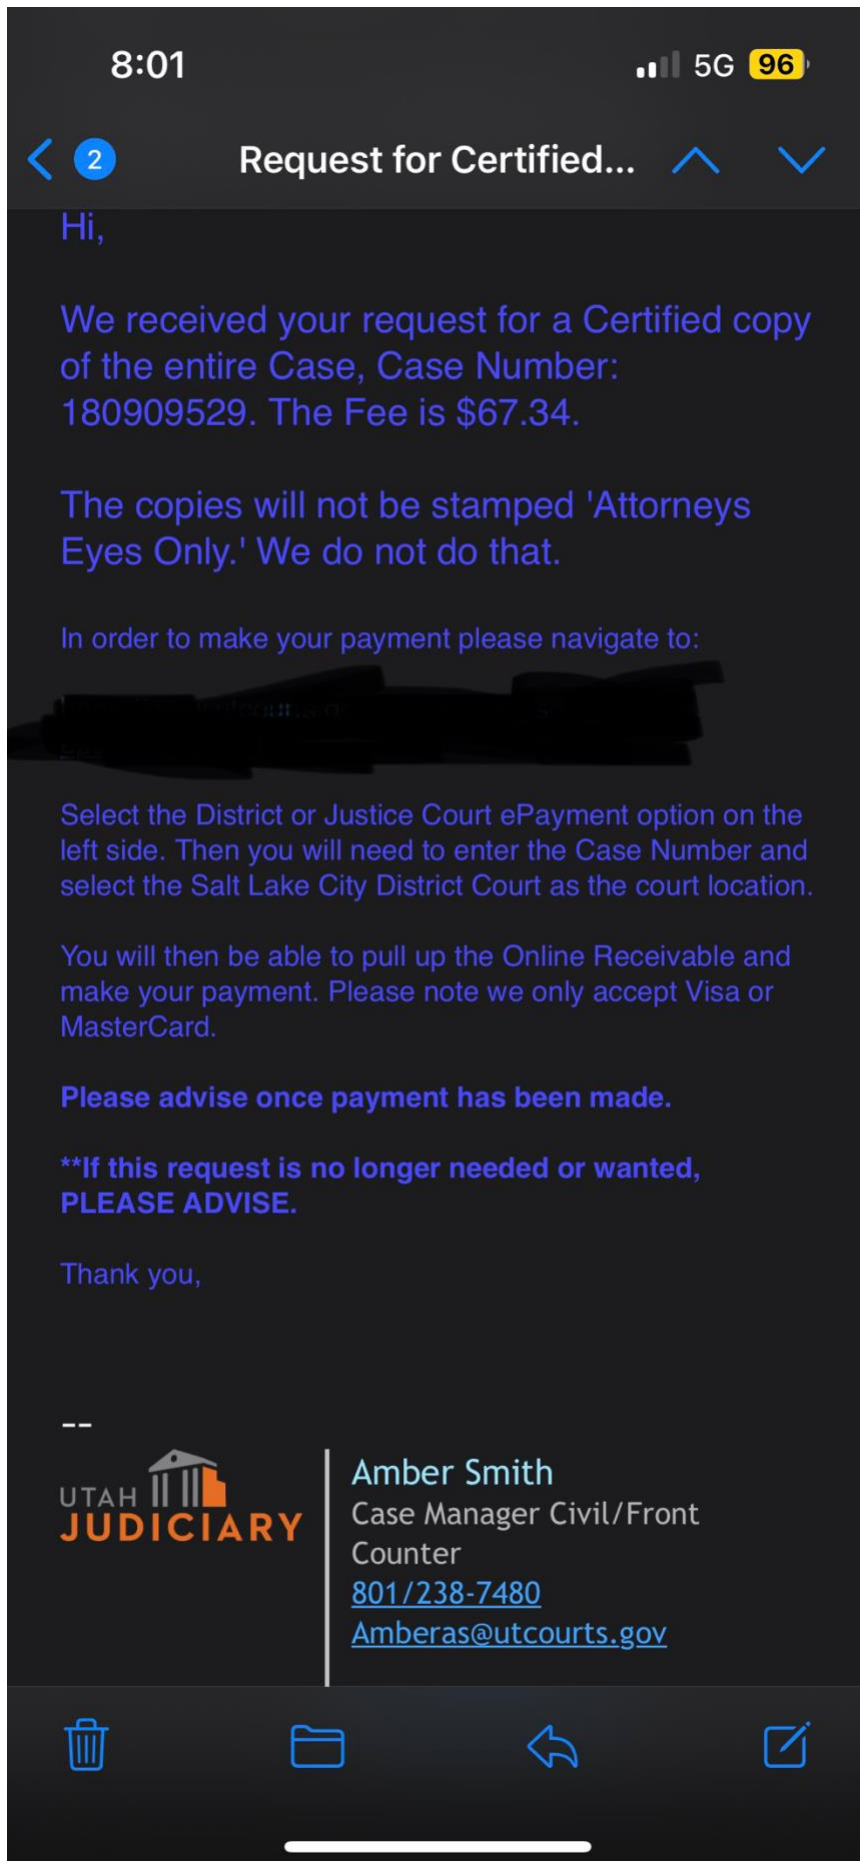 8:01
5G 96
2
Request for Certified...
Hi,
We received your request for a Certified copy
of the entire Case, Case Number:
180909529. The Fee is $67.34.
The copies will not be stamped 'Attorneys
Eyes Only.' We do not do that.
In order to make your payment please navigate to:
Select the District or Justice Court ePayment option on the
left side. Then you will need to enter the Case Number and
select the Salt Lake City District Court as the court location.
You will then be able to pull up the Online Receivable and
make your payment. Please note we only accept Visa or
MasterCard.
Please advise once payment has been made.
**If this request is no longer needed or wanted,
PLEASE ADVISE.
Thank you,
--
UTAH
JUDICIARY
Amber Smith
Case Manager Civil/Front
Counter
801/238-7480
Amberas@utcourts.gov